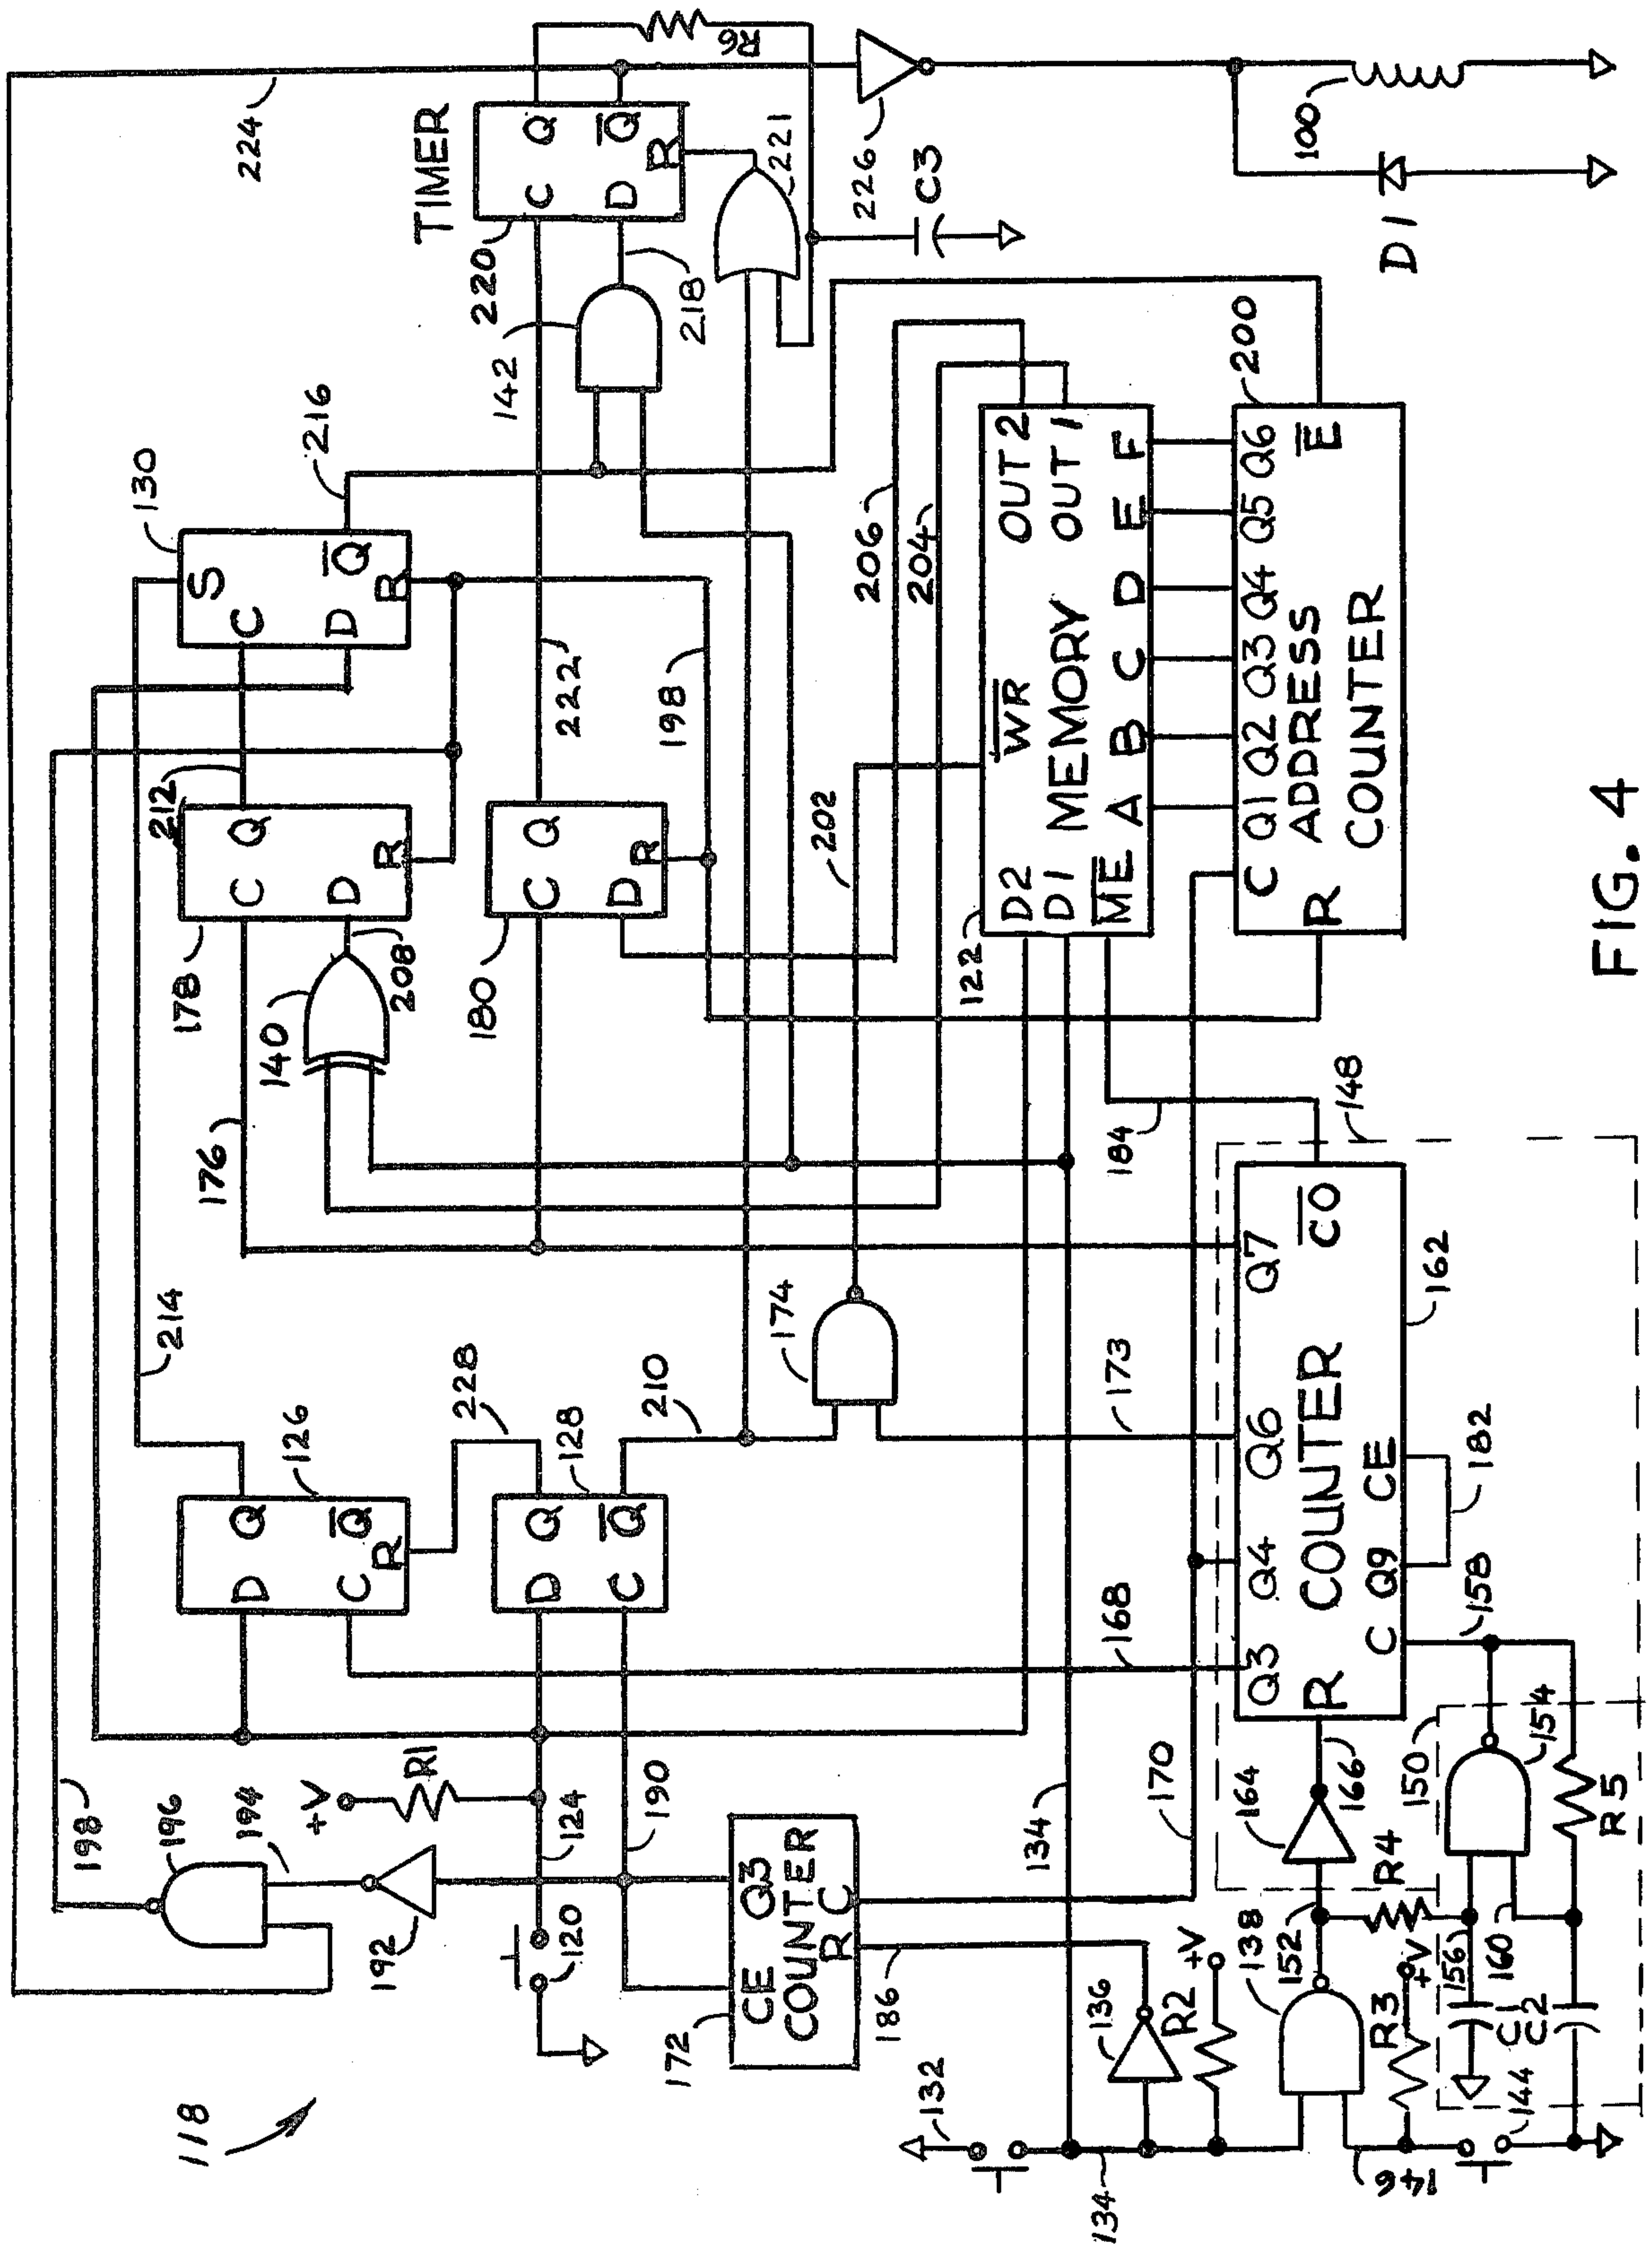 224
TIMER
R6
Q
Q
C
D
R
220
221
226
C3
100
D1
142
218
130
216
S
Q
C
D
R
206
204
OUT 2
OUT 1
WR
MEMORY
D2
D1
ME
A B C D E F
122
200
Q1 Q2 Q3 Q4 Q5 Q6
E
ADDRESS
COUNTER
C
R
222
198
202
212
C Q
D
R
178
208
140
180
C Q
D
R
176
184
148
214
174
173
126
228
128
210
D Q
C Q
R
D Q
C Q
168
Q3 Q4 Q6 Q7
CO
COUNTER
R
C Q9 CE
162
182
158
198
196
194
+V
R1
192
124
190
120
134
170
164
166
150
154
R4
R5
172
CE Q3
COUNTER
R C
186
+V
152
138
156
160
R2
136
R3
+V
C1
C2
144
132
134
146
118
FIG. 4